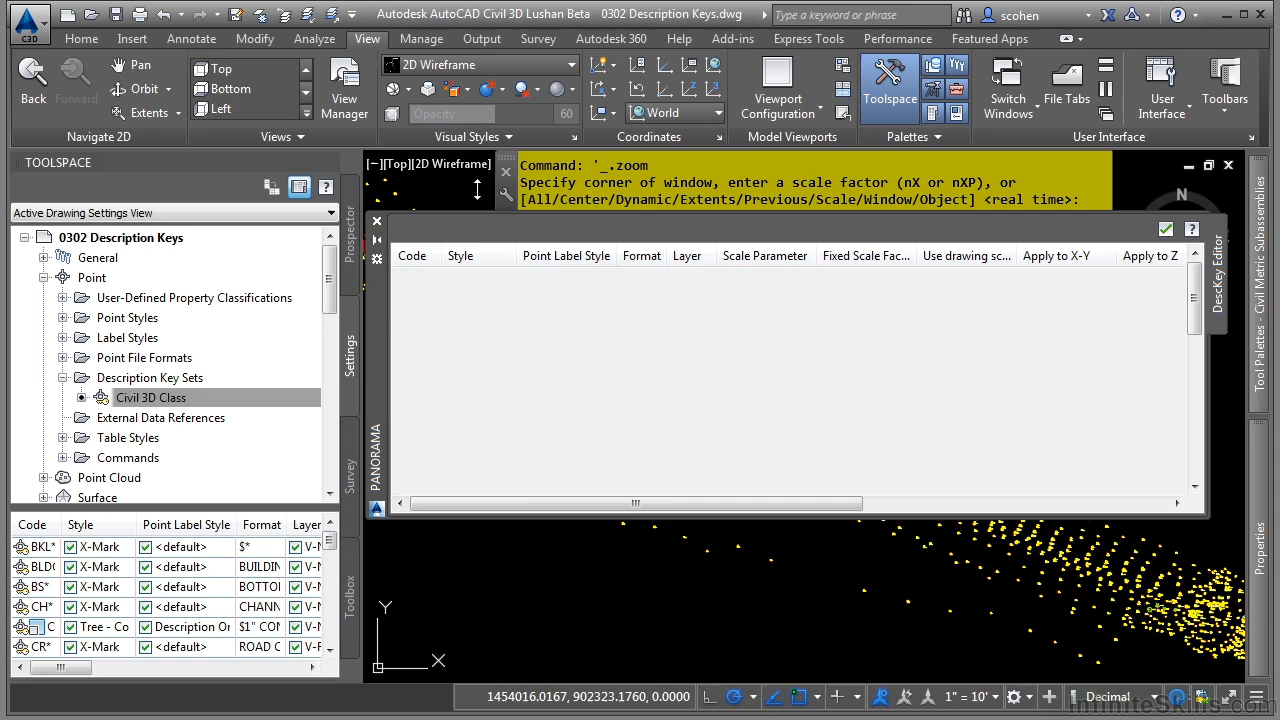 Autodesk AutoCAD Civil 3D Lushan Beta 0302 Description Keys.dwg Type a keyword or phrase scohen
C3D
Home Insert Annotate Modify Analyze View Manage Output Survey Autodesk 360 Help Add-ins Express Tools Performance Featured Apps
Back Forward Pan Orbit Extents
Navigate 2D
Top
Bottom
Left
View Manager
Views
2D Wireframe
Opacity 60
Visual Styles
World
Coordinates
Viewport Configuration
Model Viewports
Toolspace
Palettes
Switch Windows File Tabs
User Interface Toolbars
User Interface
TOOLSPACE
Active Drawing Settings View
0302 Description Keys
General
Point
User-Defined Property Classifications
Point Styles
Label Styles
Point File Formats
Description Key Sets
Civil 3D Class
External Data References
Table Styles
Commands
Point Cloud
Surface
Prospector
Settings
Survey
Toolbox
Code Style Point Label Style Format Layer
BKL* X-Mark <default> $* V-N
BLDG X-Mark <default> BUILDIN V-N
BS* X-Mark <default> BOTTO V-N
CH* X-Mark <default> CHANN V-N
C Tree - Co Description On $1" CON
CR* X-Mark <default> ROAD C V-F
[−][Top][2D Wireframe]
Command: '_.zoom
Specify corner of window, enter a scale factor (nX or nXP), or
[All/Center/Dynamic/Extents/Previous/Scale/Window/Object] <real time>:
N
Code Style Point Label Style Format Layer Scale Parameter Fixed Scale Fac... Use drawing sc... Apply to X-Y Apply to Z
DescKey Editor
PANORAMA
Tool Palettes - Civil Metric Subassemblies
Properties
Y
X
1454016.0167, 902323.1760, 0.0000 1" = 10' Decimal
InfiniteSkills.com